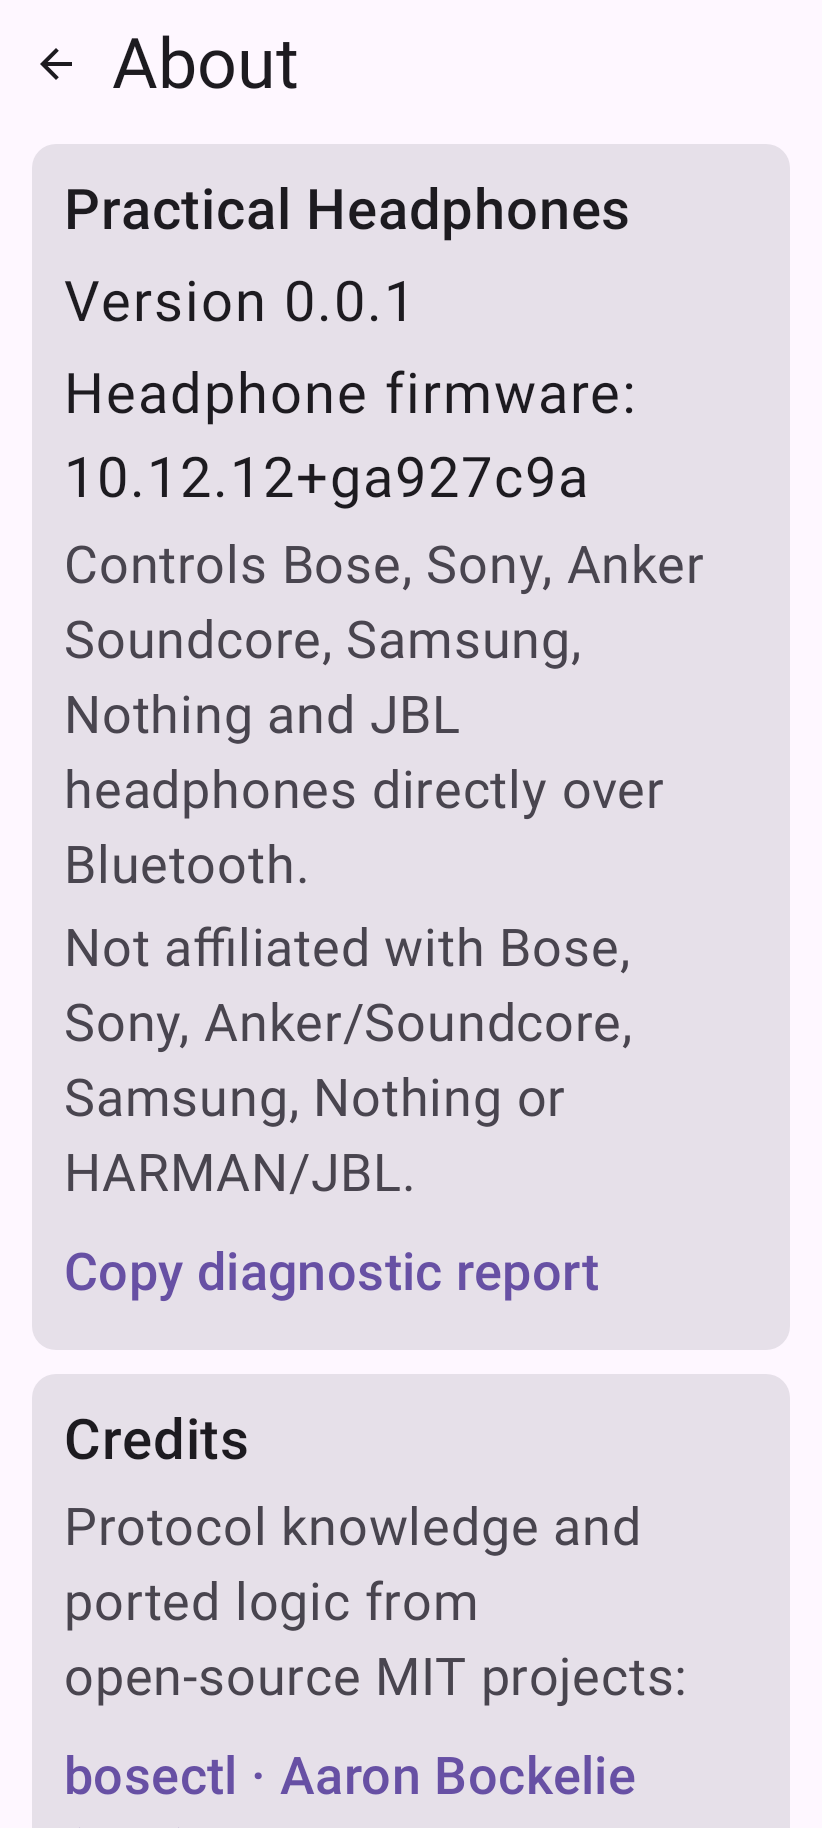 About
Practical Headphones
Version 0.0.1
Headphone firmware:
10.12.12+ga927c9a
Controls Bose, Sony, Anker
Soundcore, Samsung,
Nothing and JBL
headphones directly over
Bluetooth.
Not affiliated with Bose,
Sony, Anker/Soundcore,
Samsung, Nothing or
HARMAN/JBL.
Copy diagnostic report
Credits
Protocol knowledge and
ported logic from
open-source MIT projects:
bosectl · Aaron Bockelie